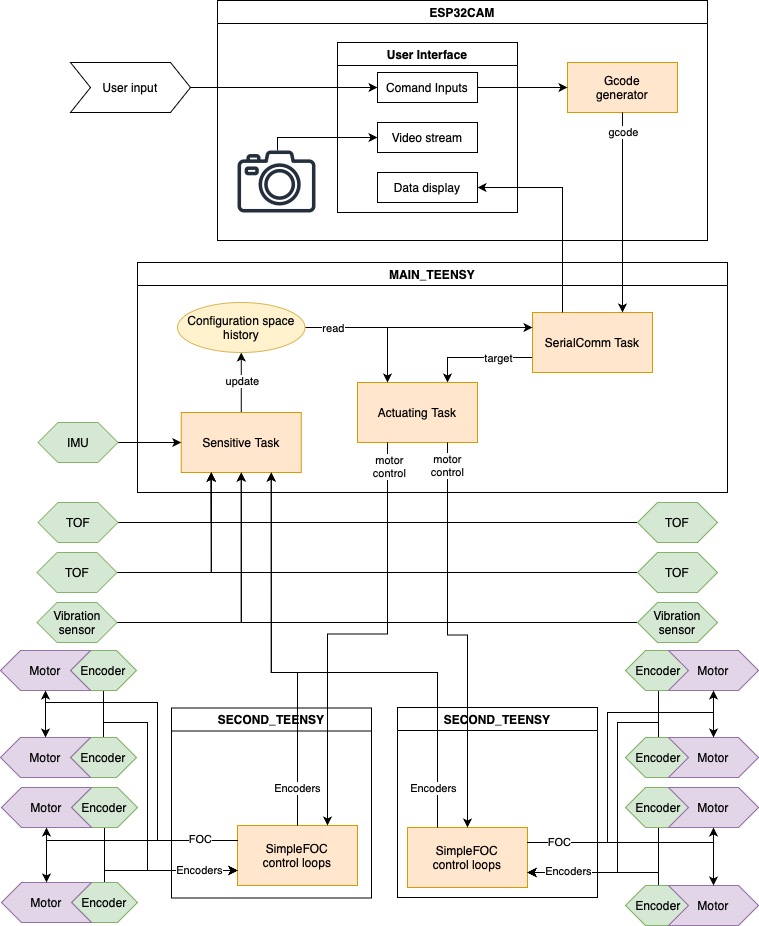 ESP32CAM
User Interface
User input
Comand Inputs
Gcode
generator
gcode
Video stream
Data display
MAIN_TEENSY
Configuration space
history
read
SerialComm Task
target
update
Actuating Task
IMU
Sensitive Task
motor
control
motor
control
TOF
TOF
TOF
TOF
Vibration
sensor
Vibration
sensor
Motor
Encoder
Encoder
Motor
SECOND_TEENSY
SECOND_TEENSY
Motor
Encoder
Encoder
Motor
Encoders
Encoders
Motor
Encoder
Encoder
Motor
FOC
SimpleFOC
control loops
SimpleFOC
control loops
FOC
Encoders
Encoders
Motor
Encoder
Encoder
Motor